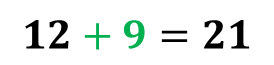 12 + 9 = 21